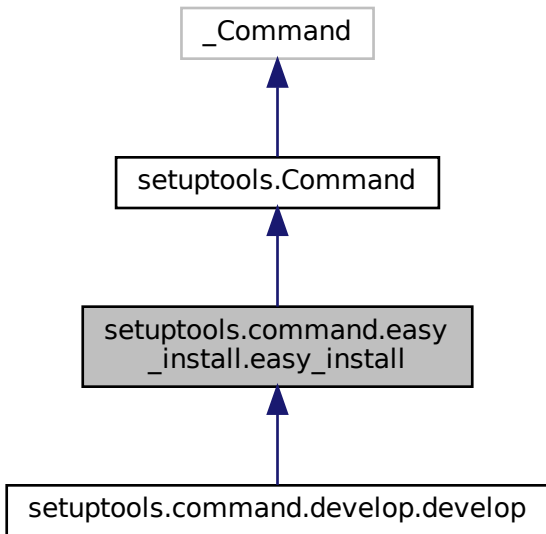 _Command
setuptools.Command
setuptools.command.easy
_install.easy_install
setuptools.command.develop.develop